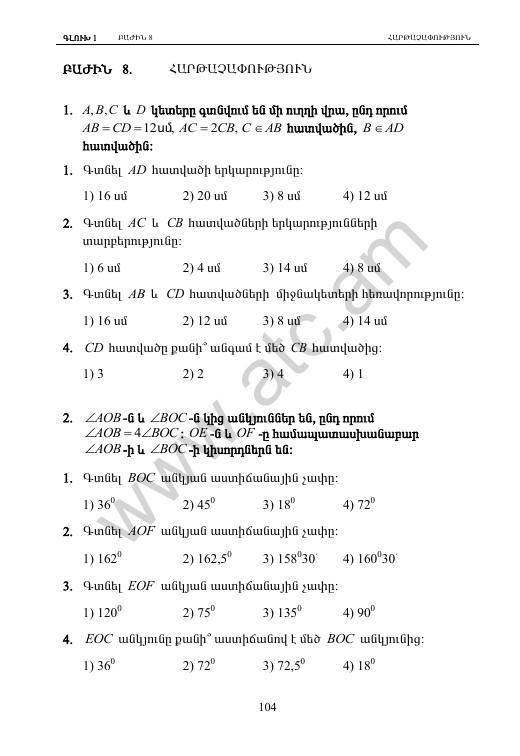 ԳԼՈՒԽ 1 ԲԱԺԻՆ 8 ՀԱՐԹԱՉԱՓՈՒԹՅՈՒՆ
ԲԱԺԻՆ 8. ՀԱՐԹԱՉԱՓՈՒԹՅՈՒՆ
1. A, B, C և D կետերը գտնվում են մի ուղղի վրա, ընդ որում
AB = CD = 12սմ, AC = 2CB, C ∈ AB հատվածին, B ∈ AD
հատվածին:
1. Գտնել AD հատվածի երկարությունը:
1) 16 սմ 2) 20 սմ 3) 8 սմ 4) 12 սմ
2. Գտնել AC և CB հատվածների երկարությունների
տարբերությունը:
1) 6 սմ 2) 4 սմ 3) 14 սմ 4) 8 սմ
3. Գտնել AB և CD հատվածների միջնակետերի հեռավորությունը:
1) 16 սմ 2) 12 սմ 3) 8 սմ 4) 14 սմ
4. CD հատվածը քանի՞ անգամ է մեծ CB հատվածից:
1) 3 2) 2 3) 4 4) 1
2. ∠AOB-ն և ∠BOC-ն կից անկյուններ են, ընդ որում
∠AOB = 4∠BOC: OE-ն և OF-ը համապատասխանաբար
∠AOB-ի և ∠BOC-ի կիսորդներն են:
1. Գտնել BOC անկյան աստիճանային չափը:
1) 36⁰ 2) 45⁰ 3) 18⁰ 4) 72⁰
2. Գտնել AOF անկյան աստիճանային չափը:
1) 162⁰ 2) 162,5⁰ 3) 158⁰30' 4) 160⁰30'
3. Գտնել EOF անկյան աստիճանային չափը:
1) 120⁰ 2) 75⁰ 3) 135⁰ 4) 90⁰
4. EOC անկյունը քանի՞ աստիճանով է մեծ BOC անկյունից:
1) 36⁰ 2) 72⁰ 3) 72,5⁰ 4) 18⁰
104
www.atc.am